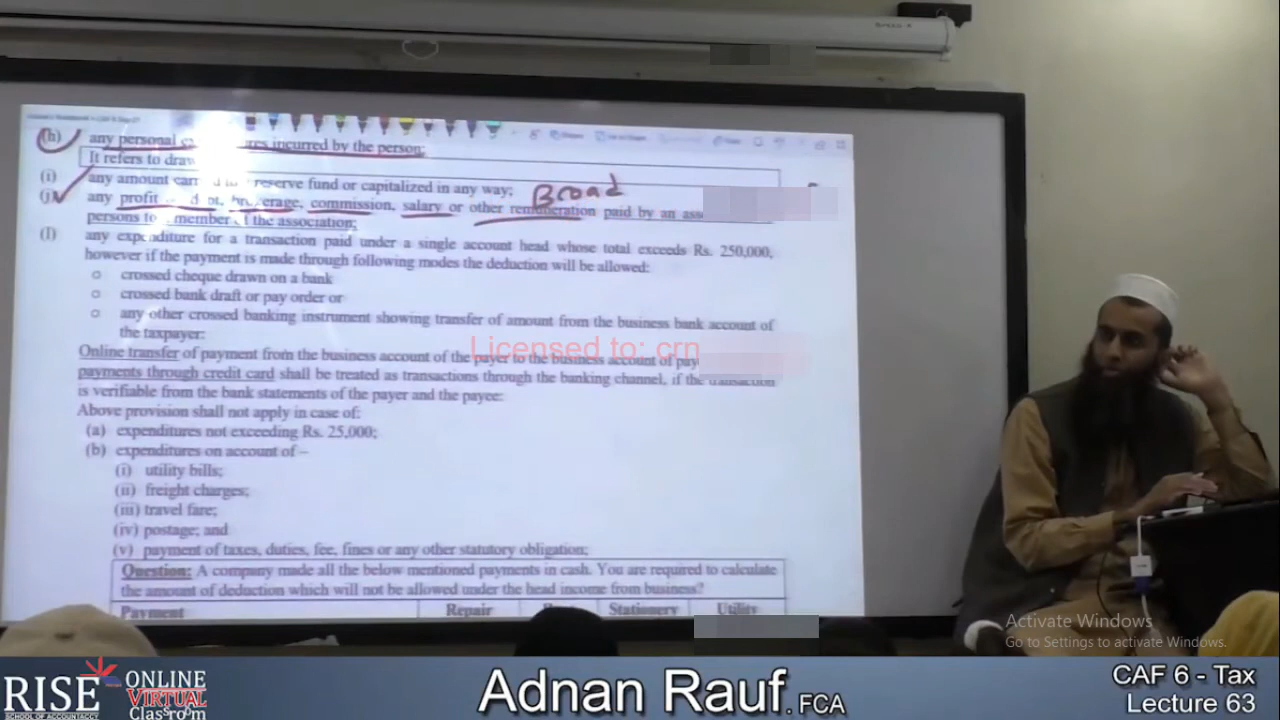 (h) any personal incurred by the person;
It refers to
(i) any amount reserve fund or capitalized in any way;
Broad
(j) any profit commission, salary or other remuneration paid by an
persons to member the association;
(l) any expenditure for a transaction paid under a single account head whose total exceeds Rs. 250,000,
however if the payment is made through following modes the deduction will be allowed:
o crossed cheque drawn on a bank
o crossed bank draft or pay order or
o any other crossed banking instrument showing transfer of amount from the business bank account of
the taxpayer:
Licensed to: crn
Online transfer of payment from the business account of the payer to the business account of
payments through credit card shall be treated as transactions through the banking channel, if the transaction
is verifiable from the bank statements of the payer and the payee:
Above provision shall not apply in case of:
(a) expenditures not exceeding Rs. 25,000;
(b) expenditures on account of –
(i) utility bills;
(ii) freight charges;
(iii) travel fare;
(iv) postage; and
(v) payment of taxes, duties, fee, fines or any other statutory obligation;
Question: A company made all the below mentioned payments in cash. You are required to calculate
the amount of deduction which will not be allowed under the head income from business?
Payment Repair Stationery Utility
Activate Windows
Go to Settings to activate Windows.
RISE
SCHOOL OF ACCOUNTANCY
ONLINE
VIRTUAL
Classroom
Adnan Rauf. FCA
CAF 6 - Tax
Lecture 63